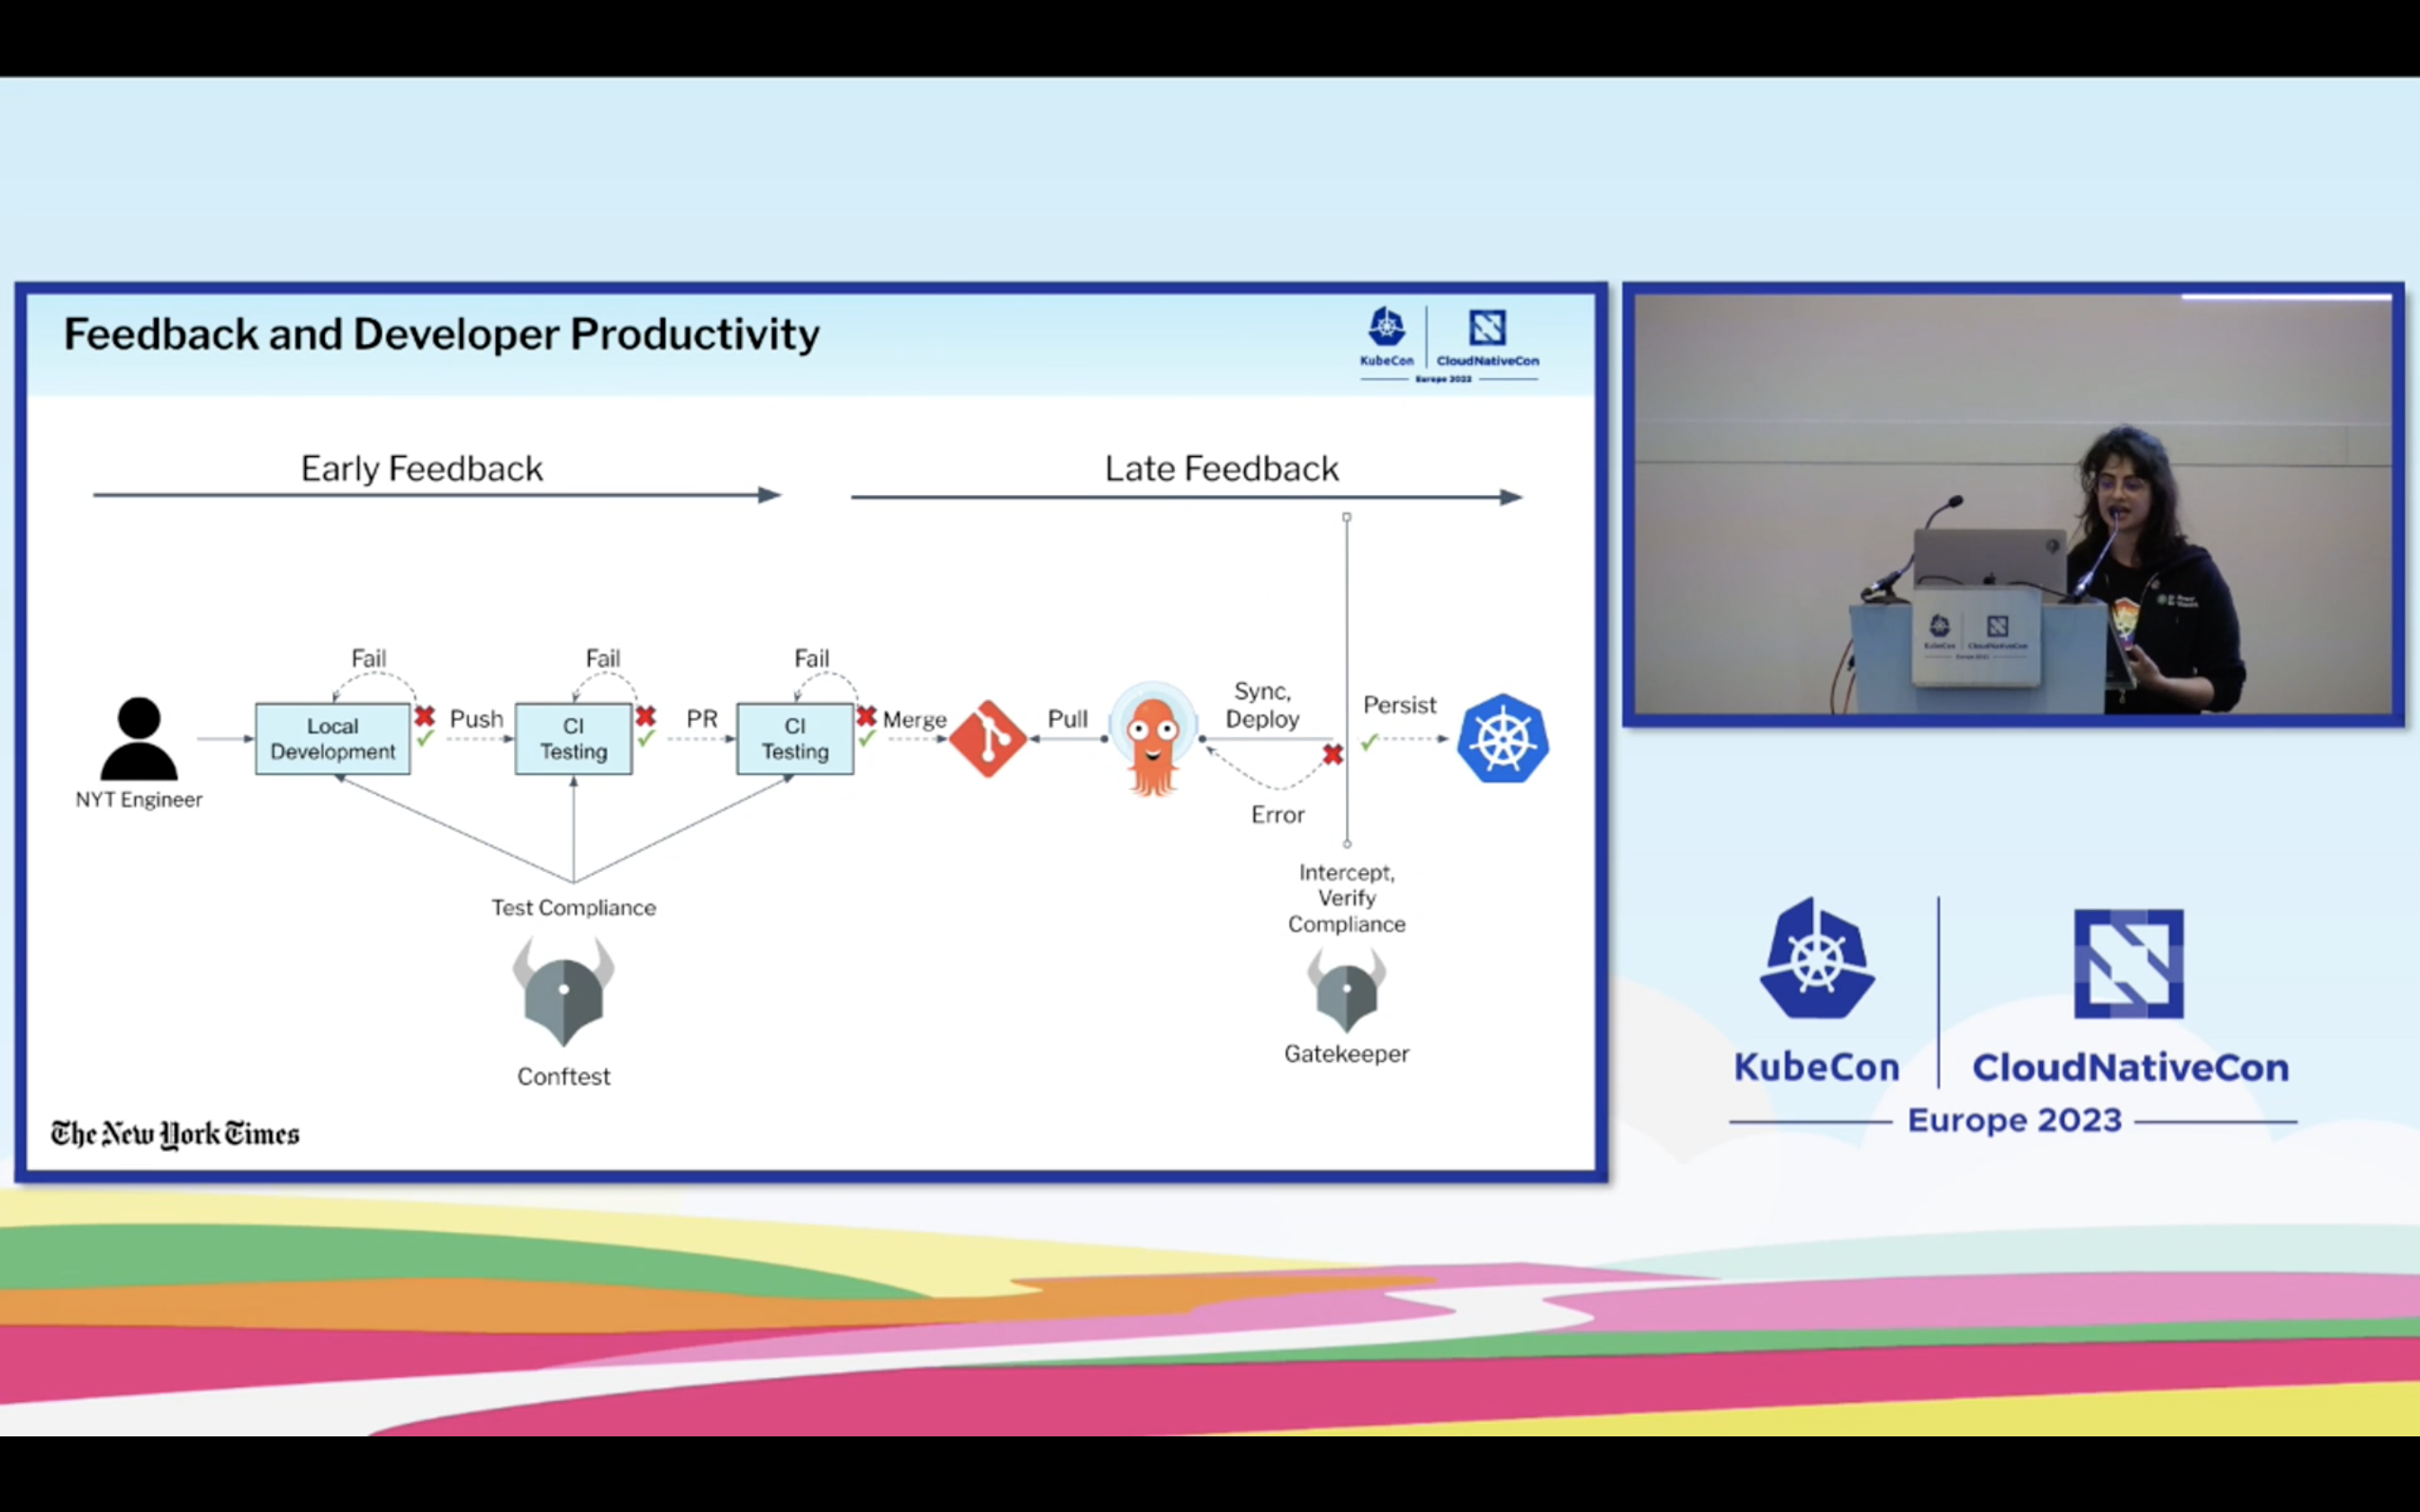 Feedback and Developer Productivity
KubeCon
CloudNativeCon
Europe 2023
Early Feedback
Late Feedback
Fail
Fail
Fail
Sync,
Deploy
Persist
NYT Engineer
Local
Development
Push
CI
Testing
PR
CI
Testing
Merge
Pull
Error
Test Compliance
Conftest
Intercept,
Verify
Compliance
Gatekeeper
The New York Times
KubeCon
CloudNativeCon
KubeCon
CloudNativeCon
Europe 2023